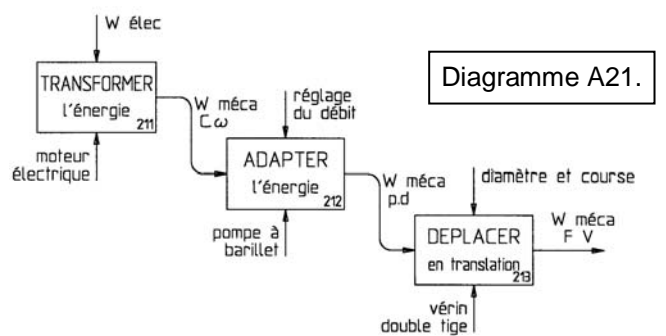 W élec
Diagramme A21.
TRANSFORMER
l'énergie
211
W méca
C ω
réglage
du débit
moteur
électrique
ADAPTER
l'énergie
212
W méca
p.d
diamètre et course
pompe à
barillet
DEPLACER
en translation
213
W méca
F V
vérin
double tige